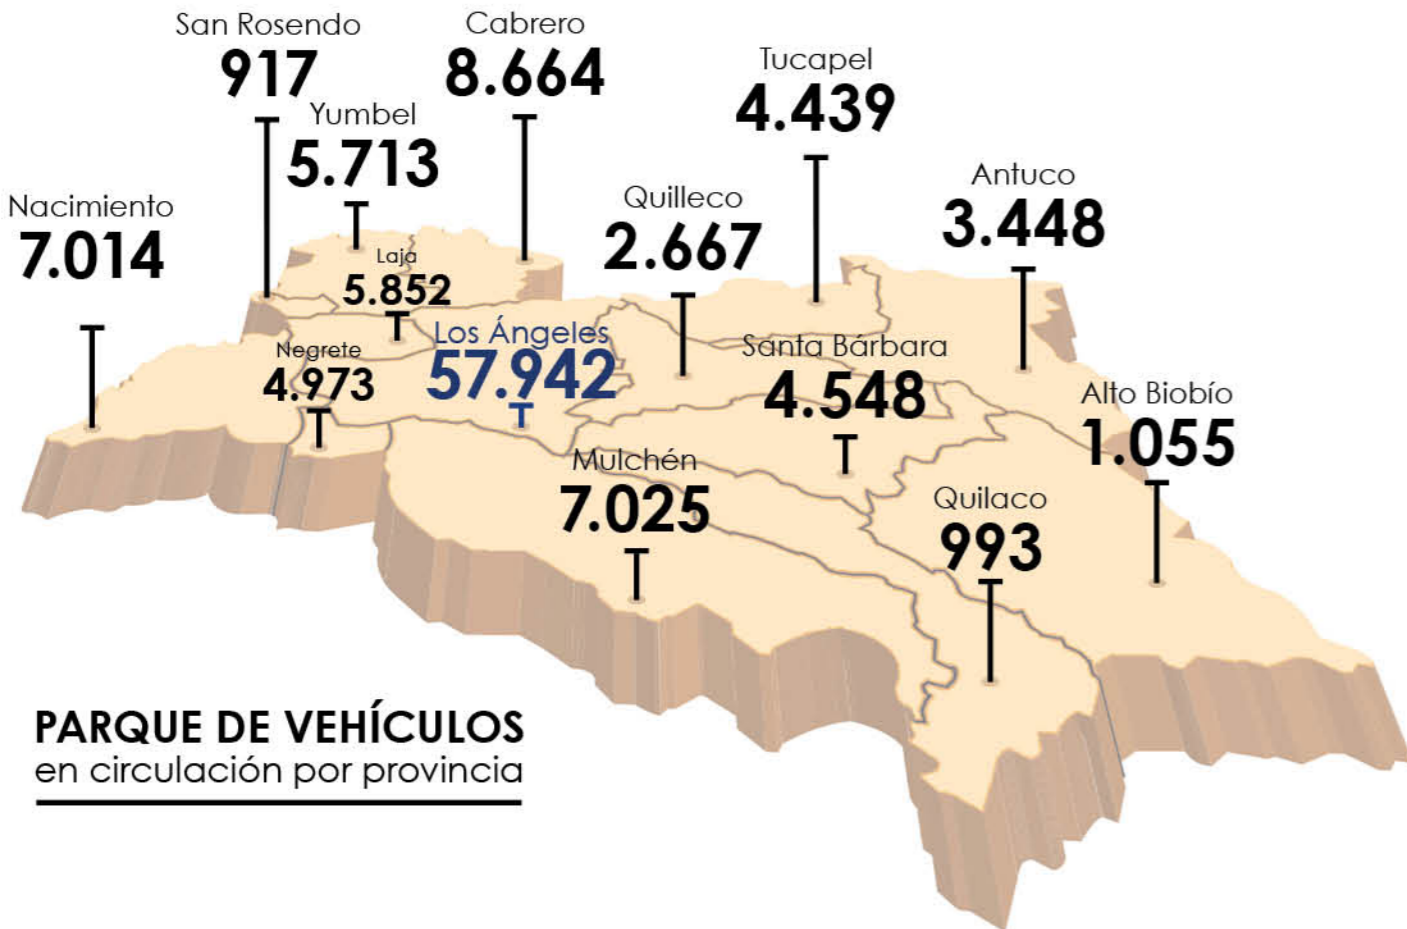 San Rosendo
917
Cabrero
8.664
Tucapel
4.439
Yumbel
5.713
Nacimiento
7.014
Quilleco
2.667
Antuco
3.448
Laja
5.852
Los Ángeles
57.942
Negrete
4.973
Santa Bárbara
4.548
Alto Biobío
1.055
Mulchén
7.025
Quilaco
993
PARQUE DE VEHÍCULOS
en circulación por provincia